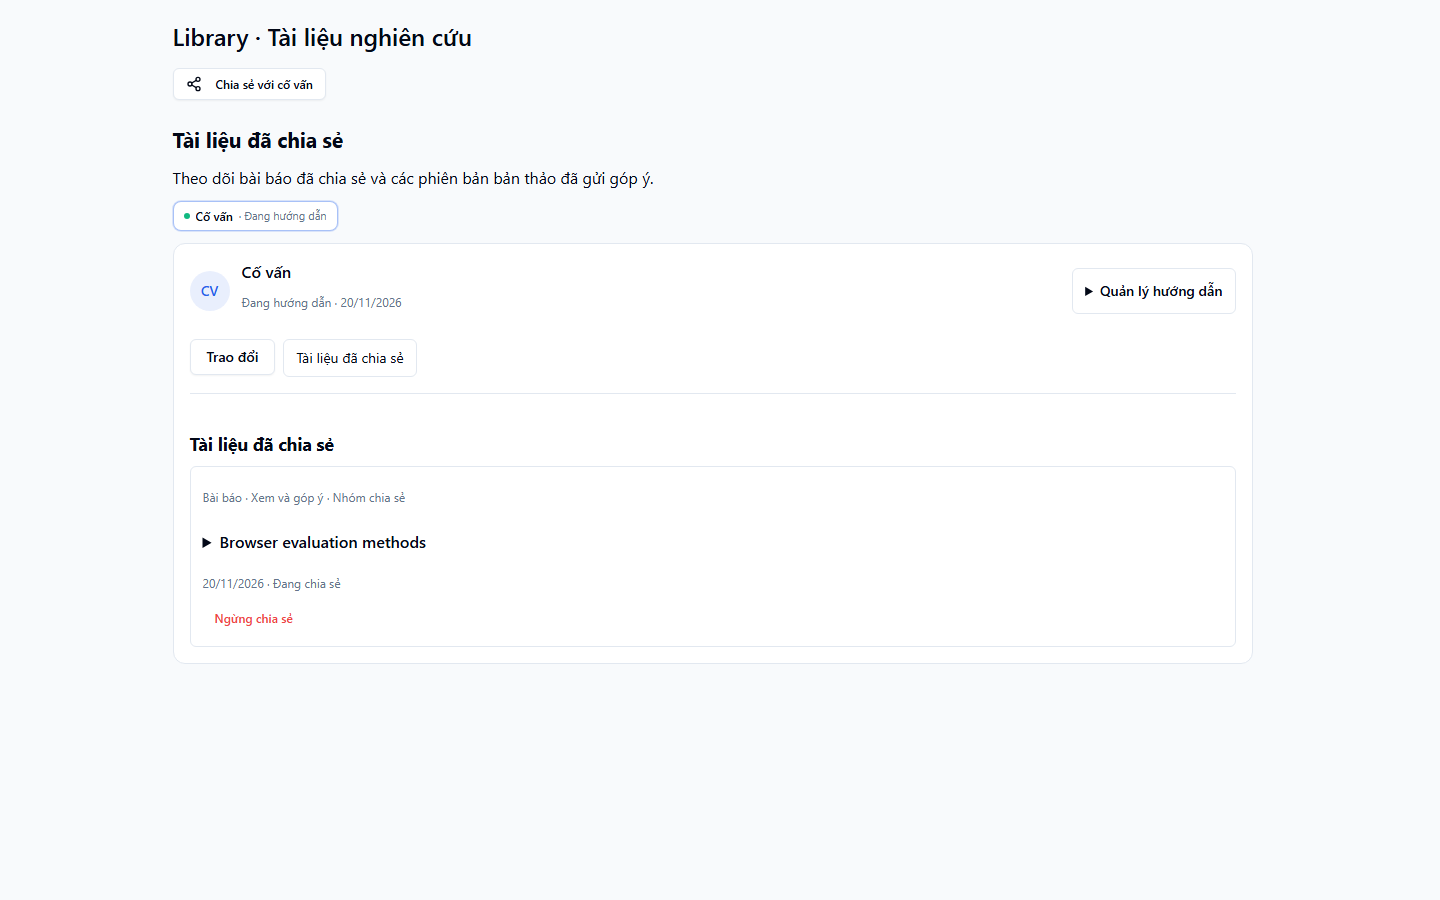 Library · Tài liệu nghiên cứu
Chia sẻ với cố vấn
Tài liệu đã chia sẻ
Theo dõi bài báo đã chia sẻ và các phiên bản bản thảo đã gửi góp ý.
Cố vấn · Đang hướng dẫn
CV
Cố vấn
Đang hướng dẫn · 20/11/2026
Quản lý hướng dẫn
Trao đổi
Tài liệu đã chia sẻ
Tài liệu đã chia sẻ
Bài báo · Xem và góp ý · Nhóm chia sẻ
Browser evaluation methods
20/11/2026 · Đang chia sẻ
Ngừng chia sẻ